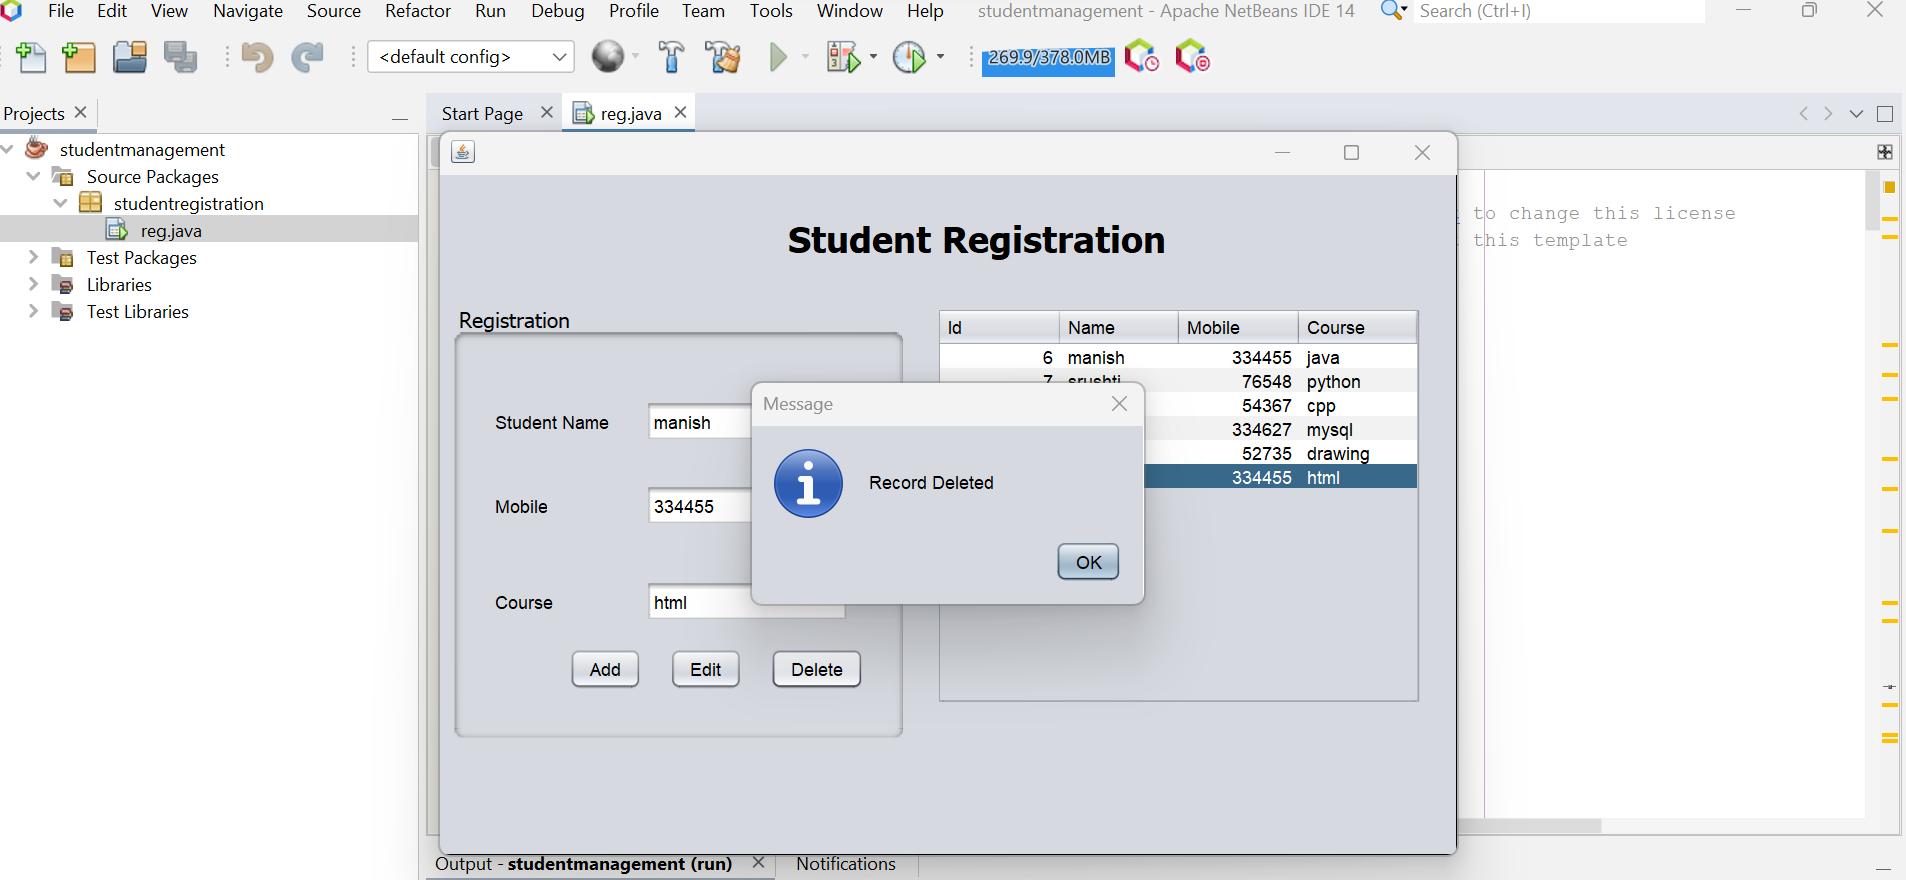 File Edit View Navigate Source Refactor Run Debug Profile Team Tools Window Help studentmanagement - Apache NetBeans IDE 14 Search (Ctrl+I)
<default config> 269.9/378.0MB
Projects
Start Page reg.java
studentmanagement
Source Packages
studentregistration
reg.java
Test Packages
Libraries
Test Libraries
to change this license
this template
Student Registration
Registration
Id Name Mobile Course
6 manish 334455 java
7 srushti 76548 python
54367 cpp
334627 mysql
52735 drawing
334455 html
Student Name manish
Mobile 334455
Course html
Add Edit Delete
Message
Record Deleted
OK
Output - studentmanagement (run) Notifications